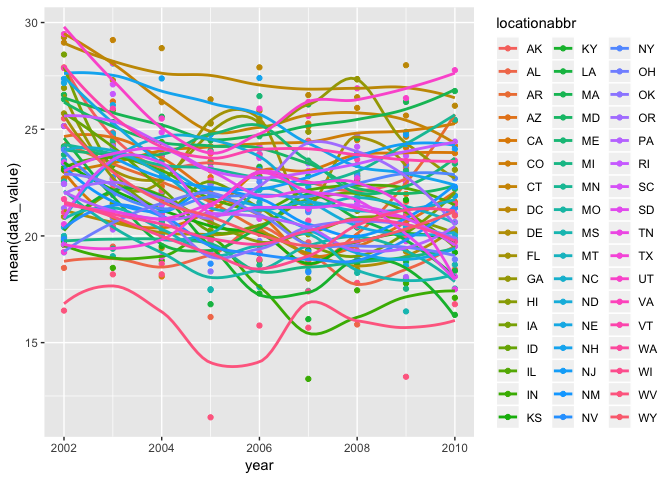 30
25
20
15
mean(data_value)
2002 2004 2006 2008 2010
year
locationabbr
AK KY NY
AL LA OH
AR MA OK
AZ MD OR
CA ME PA
CO MI RI
CT MN SC
DC MO SD
DE MS TN
FL MT TX
GA NC UT
HI ND VA
IA NE VT
ID NH WA
IL NJ WI
IN NM WV
KS NV WY